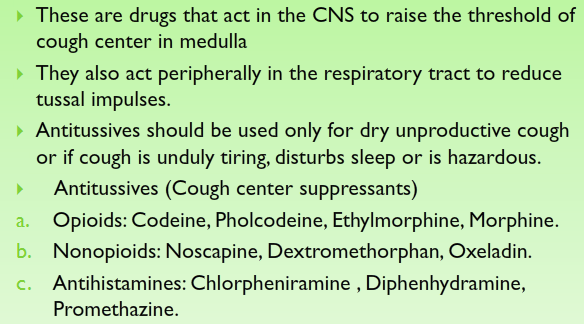 These are drugs that act in the CNS to raise the threshold of
cough center in medulla
They also act peripherally in the respiratory tract to reduce
tussal impulses.
Antitussives should be used only for dry unproductive cough
or if cough is unduly tiring, disturbs sleep or is hazardous.
Antitussives (Cough center suppressants)
a. Opioids: Codeine, Pholcodeine, Ethylmorphine, Morphine.
b. Nonopioids: Noscapine, Dextromethorphan, Oxeladin.
c. Antihistamines: Chlorpheniramine , Diphenhydramine,
Promethazine.